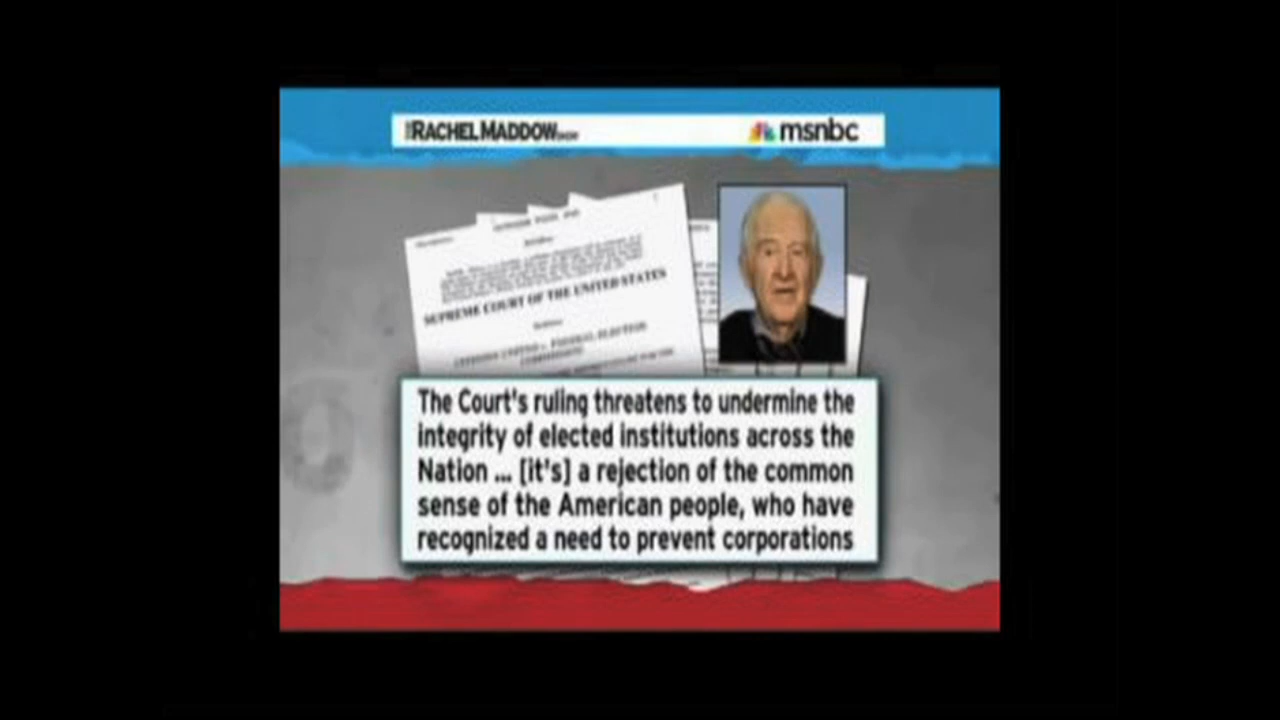 THE RACHEL MADDOW SHOW
msnbc
SUPREME COURT OF THE UNITED STATES
The Court's ruling threatens to undermine the
integrity of elected institutions across the
Nation ... [it's] a rejection of the common
sense of the American people, who have
recognized a need to prevent corporations